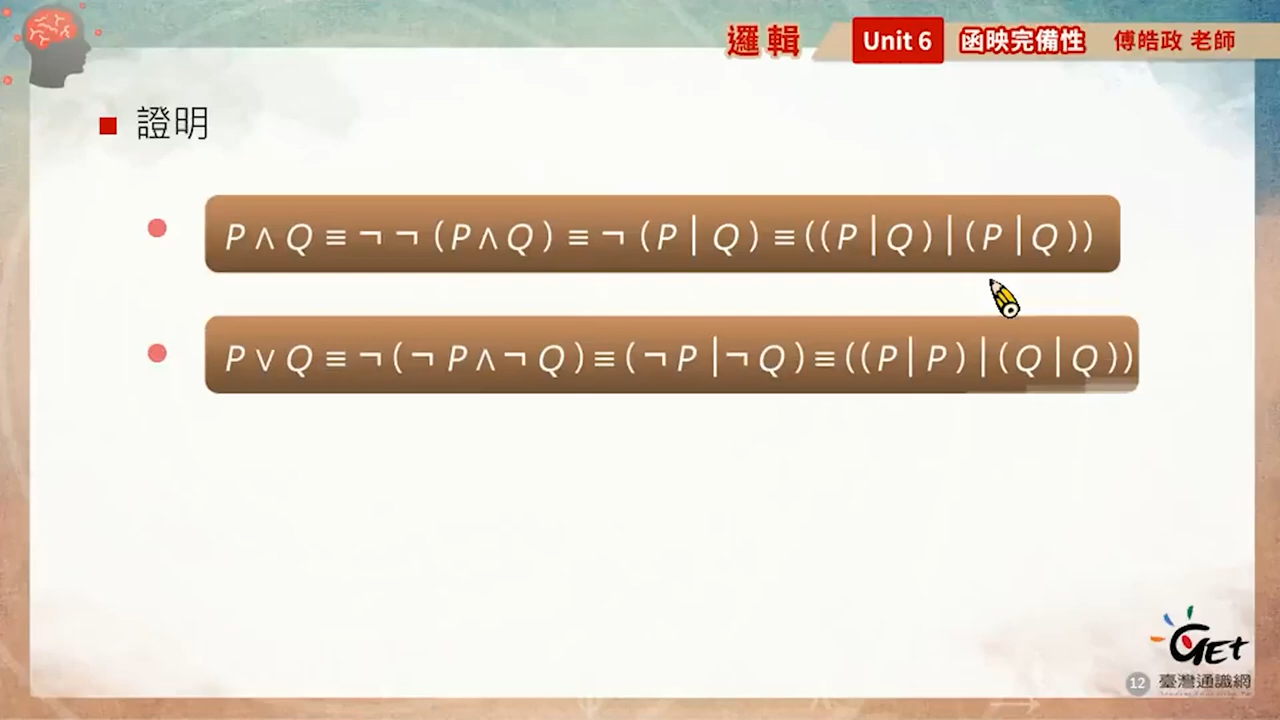 邏輯 Unit 6 函映完備性 傅皓政 老師
證明
P ∧ Q ≡ ¬ ¬ ( P ∧ Q ) ≡ ¬ ( P | Q ) ≡ ( ( P | Q ) | ( P | Q ) )
P ∨ Q ≡ ¬ ( ¬ P ∧ ¬ Q ) ≡ ( ¬ P | ¬ Q ) ≡ ( ( P | P ) | ( Q | Q ) )
GET
12 臺灣通識網